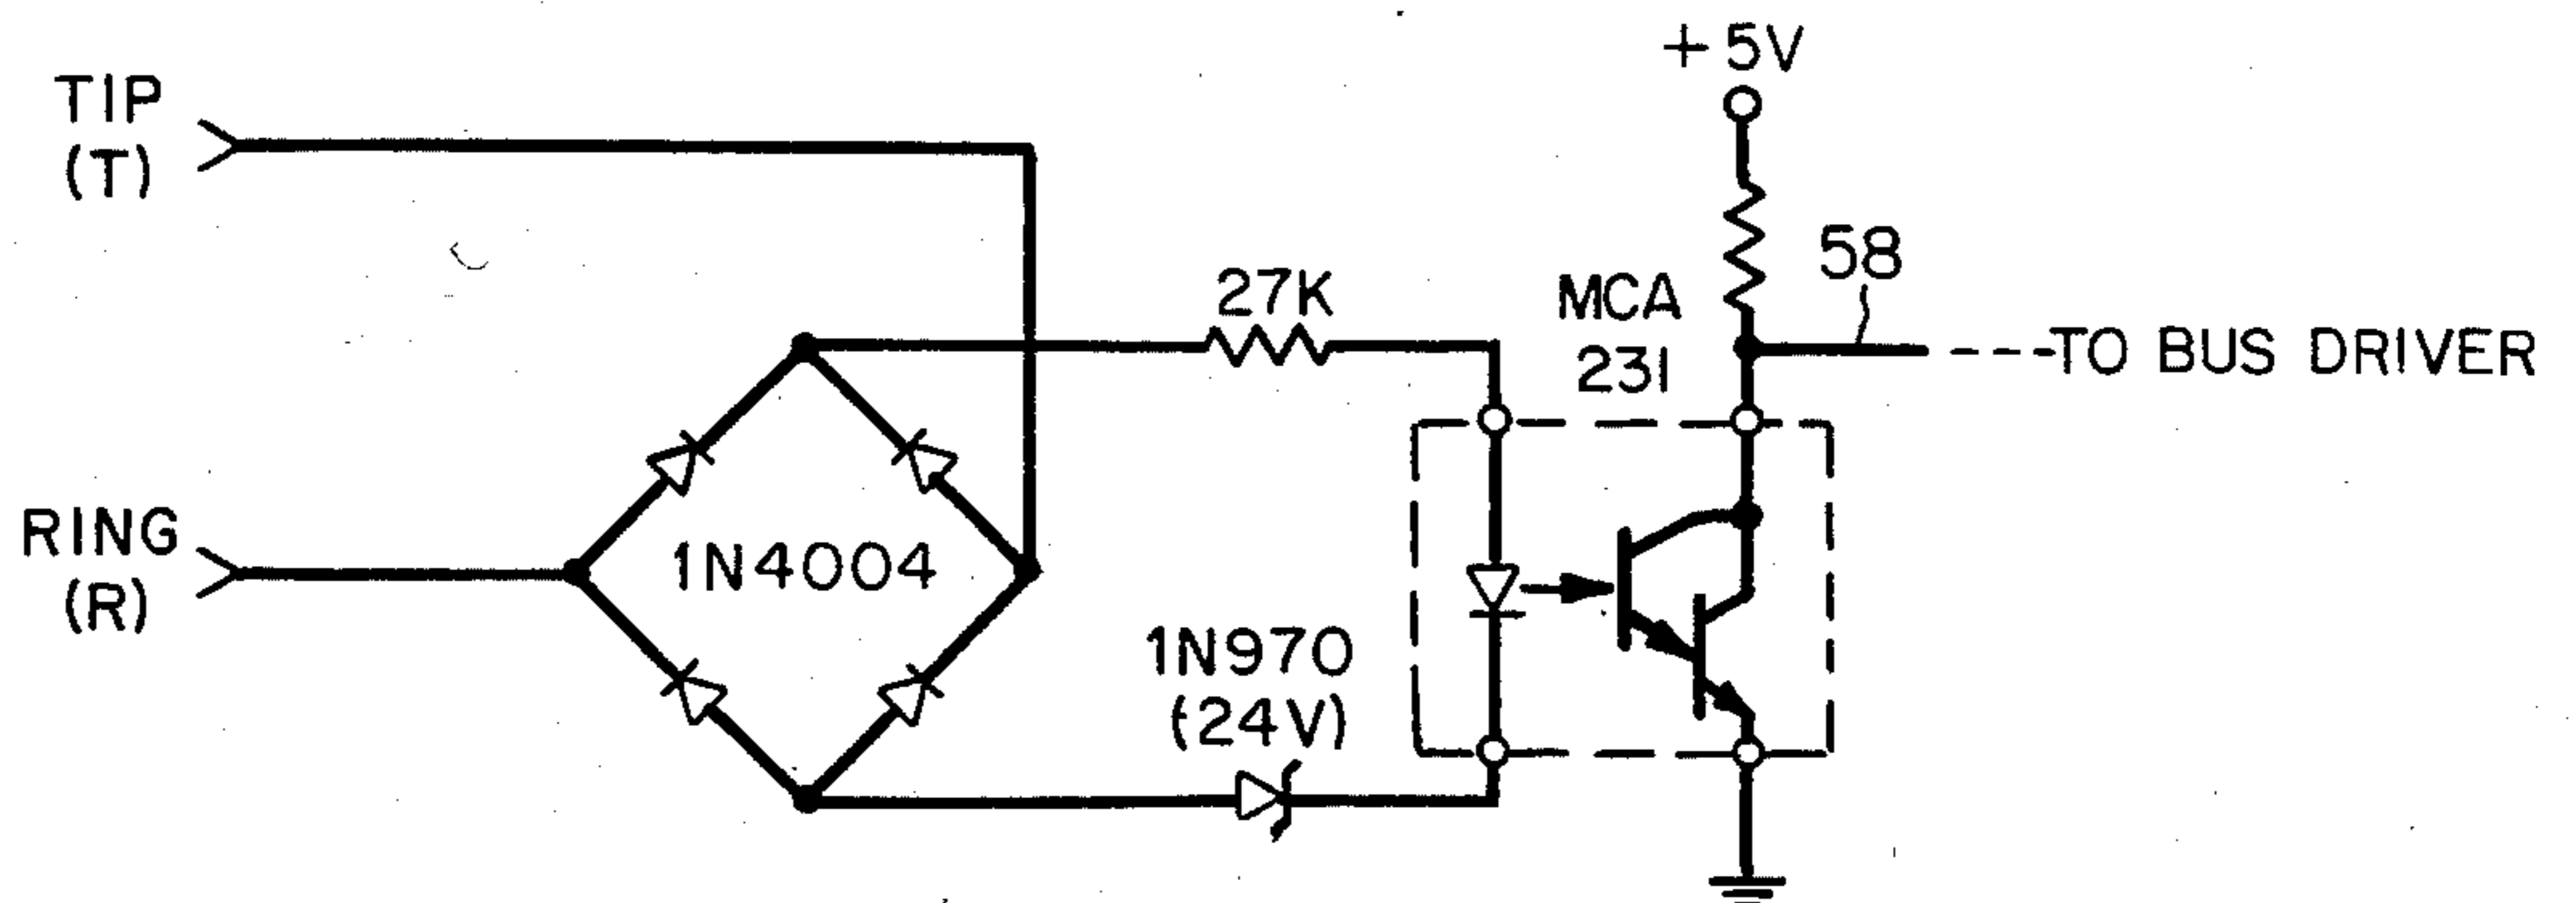 +5V
TIP
(T)
58
27K
MCA
231
TO BUS DRIVER
RING
(R)
1N4004
1N970
(24V)